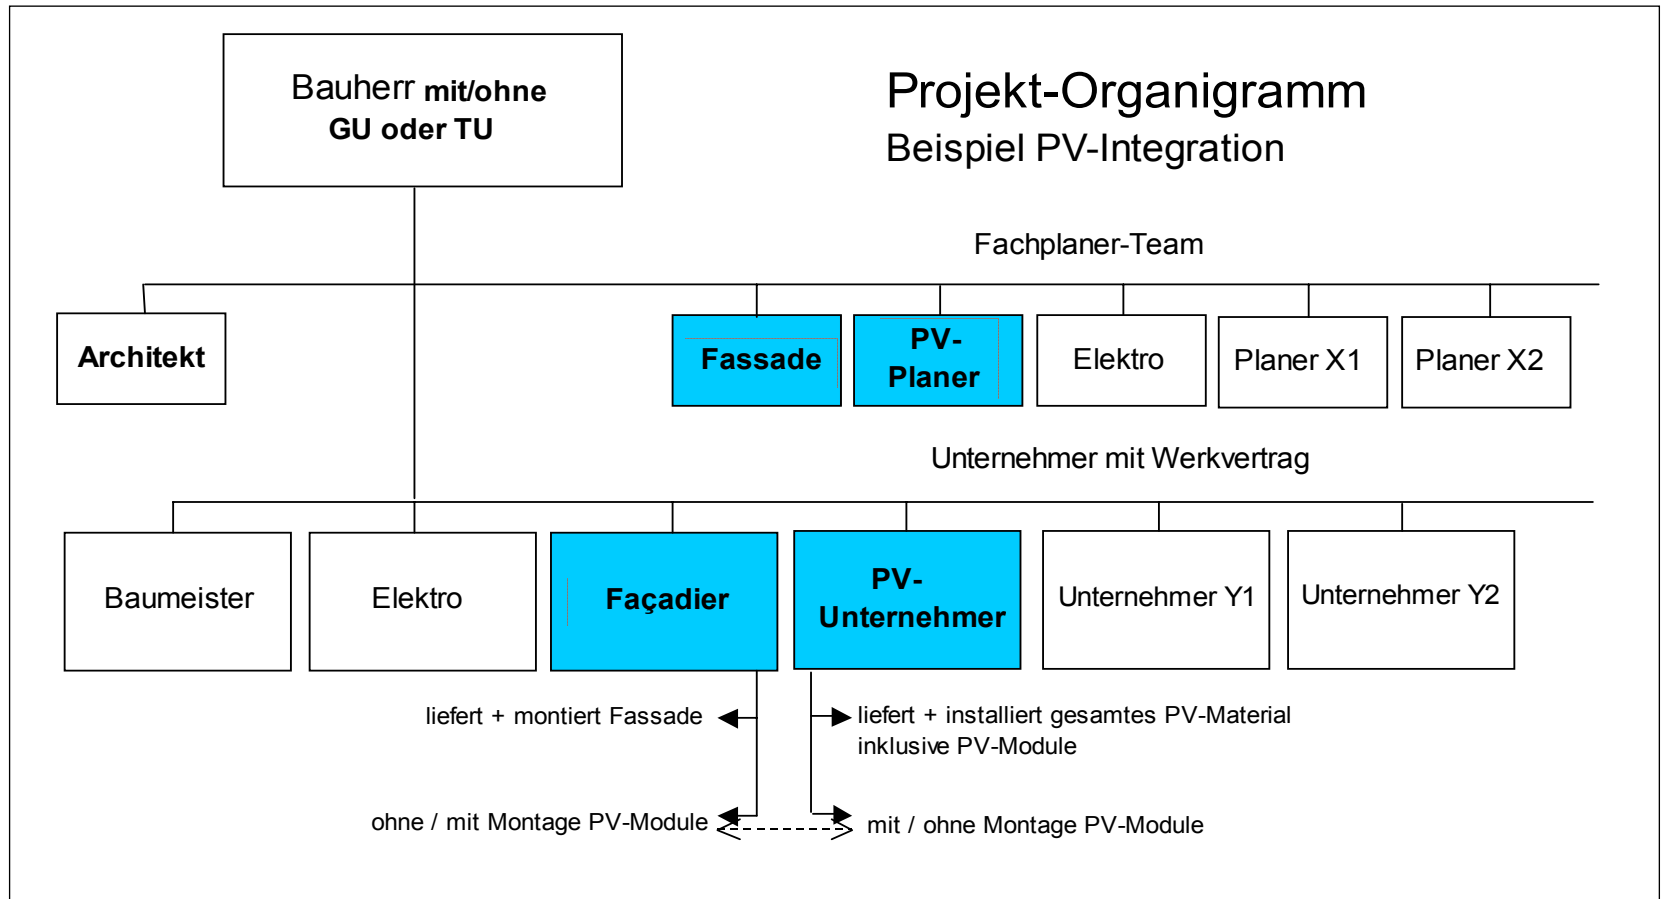 Bauherr mit/ohne
GU oder TU
Projekt-Organigramm
Beispiel PV-Integration
Fachplaner-Team
Architekt
Fassade
PV-
Planer
Elektro
Planer X1
Planer X2
Unternehmer mit Werkvertrag
Baumeister
Elektro
Façadier
PV-
Unternehmer
Unternehmer Y1
Unternehmer Y2
liefert + montiert Fassade
liefert + installiert gesamtes PV-Material
inklusive PV-Module
ohne / mit Montage PV-Module
mit / ohne Montage PV-Module